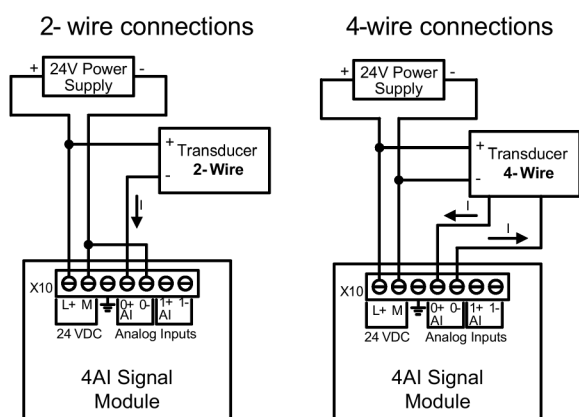 2- wire connections
+ 24V Power Supply -
+ Transducer
2-Wire
-
I
X10
L+ M 0+ 0- 1+ 1-
AI AI
24 VDC Analog Inputs
4AI Signal
Module
4-wire connections
+ 24V Power Supply -
+ Transducer
- 4-Wire
I
I
X10
L+ M 0+ 0- 1+ 1-
AI AI
24 VDC Analog Inputs
4AI Signal
Module